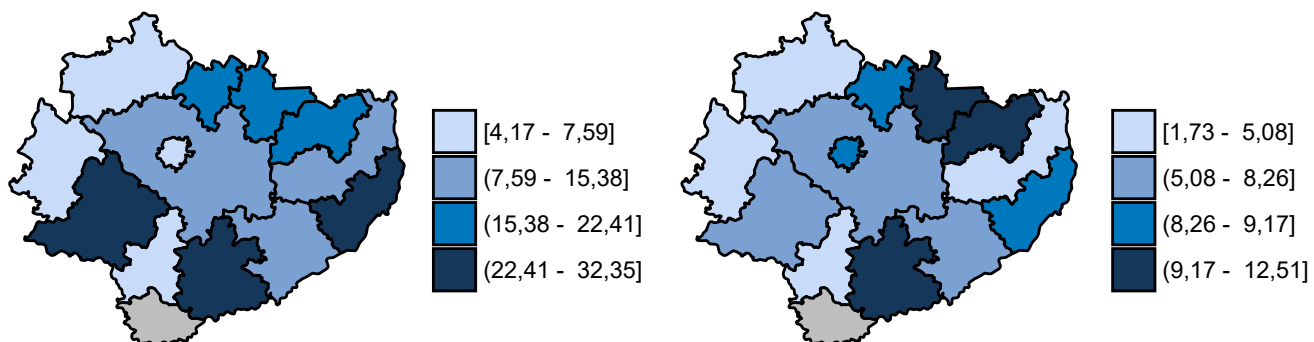 [4,17 - 7,59]
(7,59 - 15,38]
(15,38 - 22,41]
(22,41 - 32,35]
[1,73 - 5,08]
(5,08 - 8,26]
(8,26 - 9,17]
(9,17 - 12,51]